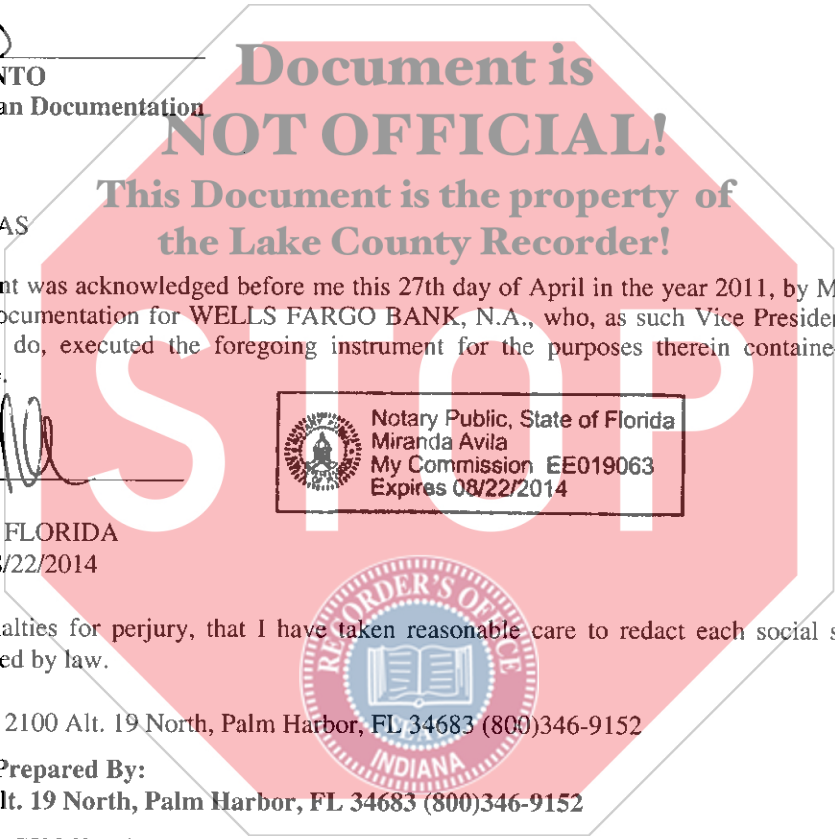 Document is
NTO
an Documentation
NOT OFFICIAL!
This Document is the property of
AS
the Lake County Recorder!
nt was acknowledged before me this 27th day of April in the year 2011, by M
ocumentation for WELLS FARGO BANK, N.A., who, as such Vice Presiden
do, executed the foregoing instrument for the purposes therein containe
STOP
Notary Public, State of Florida
Miranda Avila
My Commission EE019063
Expires 08/22/2014
FLORIDA
/22/2014
RECORDER'S OFFICE
alties for perjury, that I have taken reasonable care to redact each social s
ed by law.
SEAL
2100 Alt. 19 North, Palm Harbor, FL 34683 (800)346-9152
INDIANA
Prepared By:
lt. 19 North, Palm Harbor, FL 34683 (800)346-9152